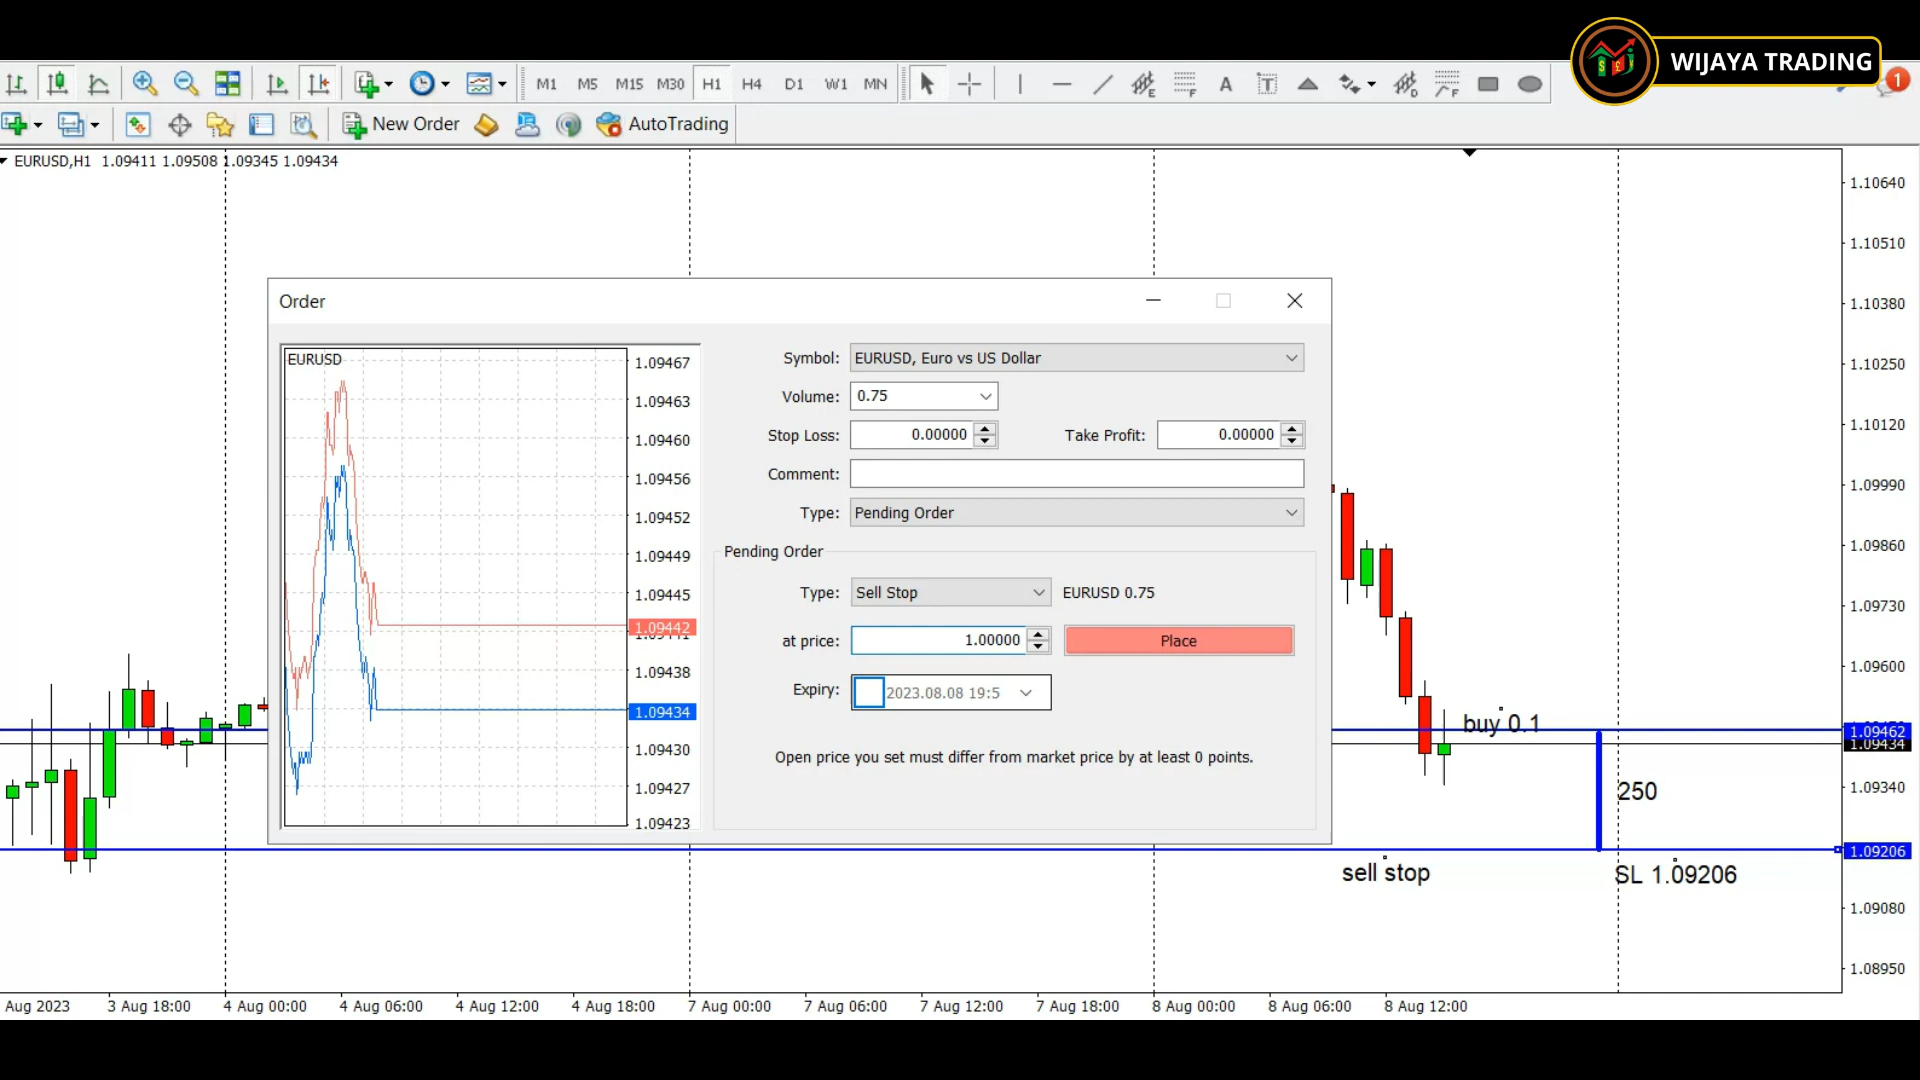 WIJAYA TRADING
1
M1 M5 M15 M30 H1 H4 D1 W1 MN
E F A T D F
New Order
AutoTrading
EURUSD,H1 1.09411 1.09508 1.09345 1.09434
Order
EURUSD
1.09467
1.09463
1.09460
1.09456
1.09452
1.09449
1.09445
1.09442
1.09438
1.09434
1.09430
1.09427
1.09423
Symbol: EURUSD, Euro vs US Dollar
Volume: 0.75
Stop Loss: 0.00000 Take Profit: 0.00000
Comment:
Type: Pending Order
Pending Order
Type: Sell Stop EURUSD 0.75
at price: 1.00000 Place
Expiry: 2023.08.08 19:5
Open price you set must differ from market price by at least 0 points.
buy 0.1
250
sell stop
SL 1.09206
1.10640
1.10510
1.10380
1.10250
1.10120
1.09990
1.09860
1.09730
1.09600
1.09462
1.09434
1.09340
1.09206
1.09080
1.08950
Aug 2023 3 Aug 18:00 4 Aug 00:00 4 Aug 06:00 4 Aug 12:00 4 Aug 18:00 7 Aug 00:00 7 Aug 06:00 7 Aug 12:00 7 Aug 18:00 8 Aug 00:00 8 Aug 06:00 8 Aug 12:00